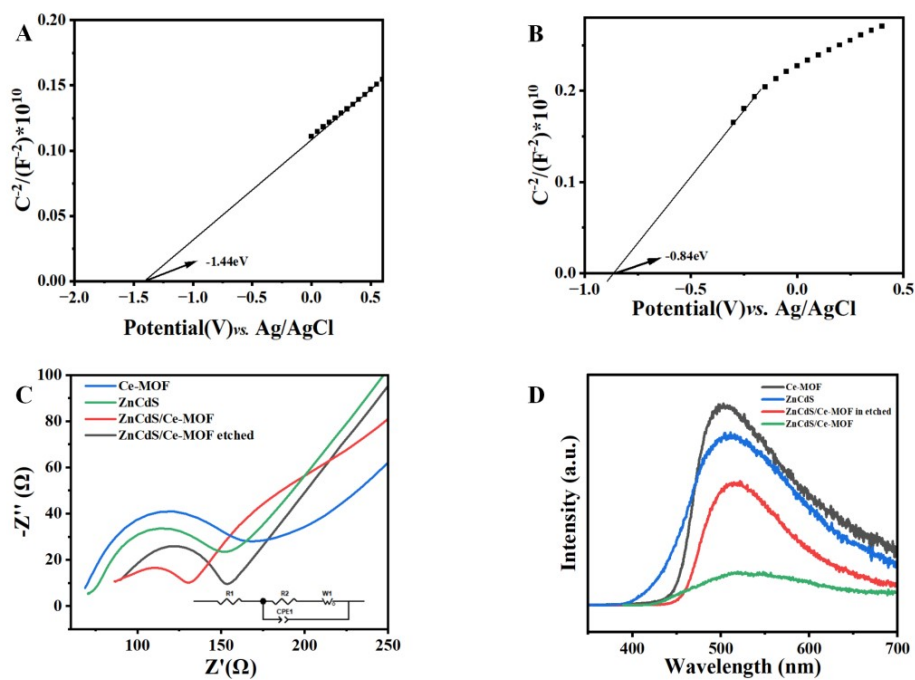 A
0.20
0.15
0.10
0.05
0.00
C⁻²/(F⁻²)*10¹⁰
-1.44eV
−2.0 −1.5 −1.0 0.0 0.5
Potential(V)vs. Ag/AgCl
B
0.2
0.1
0.0
C⁻²/(F⁻²)*10¹⁰
-0.84eV
−1.0 −0.5 0.0 0.5
Potential(V)vs. Ag/AgCl
C
100
80
60
40
20
0
-Z'' (Ω)
Ce-MOF
ZnCdS
ZnCdS/Ce-MOF
ZnCdS/Ce-MOF etched
R1 R2 W1
CPE1
100 150 200 250
Z'(Ω)
D
Intensity (a.u.)
Ce-MOF
ZnCdS
ZnCdS/Ce-MOF in etched
ZnCdS/Ce-MOF
400 500 600 700
Wavelength (nm)